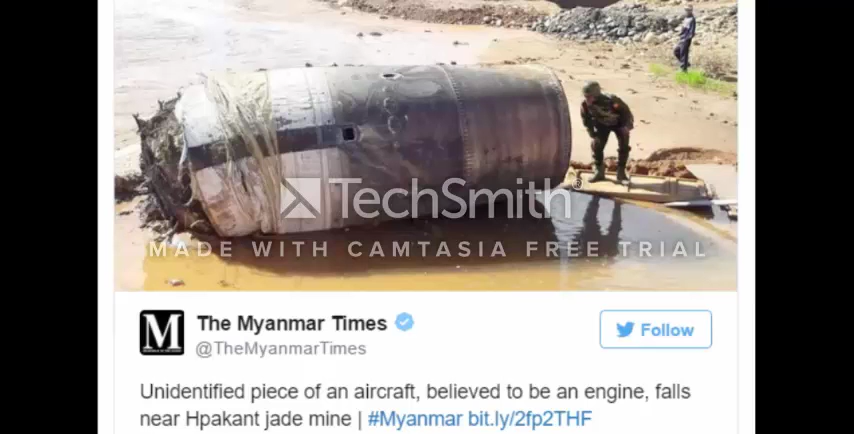 TechSmith®
MADE WITH CAMTASIA FREE TRIAL
M
The Myanmar Times
Follow
@TheMyanmarTimes
Unidentified piece of an aircraft, believed to be an engine, falls
near Hpakant jade mine | #Myanmar bit.ly/2fp2THF